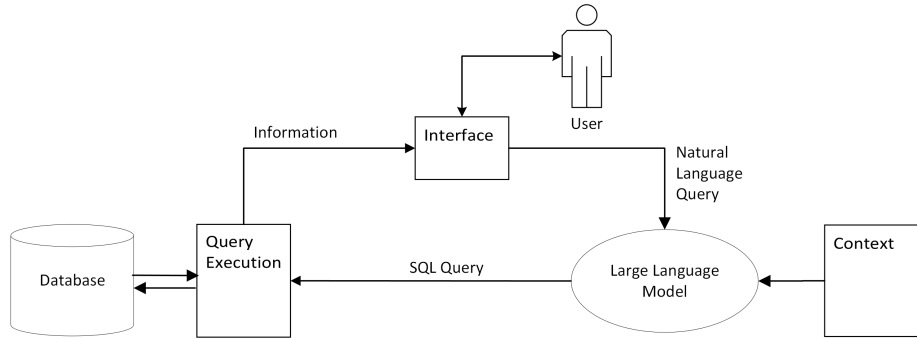 User
Information
Interface
Natural
Language
Query
Query
Execution
Context
Database
SQL Query
Large Language
Model